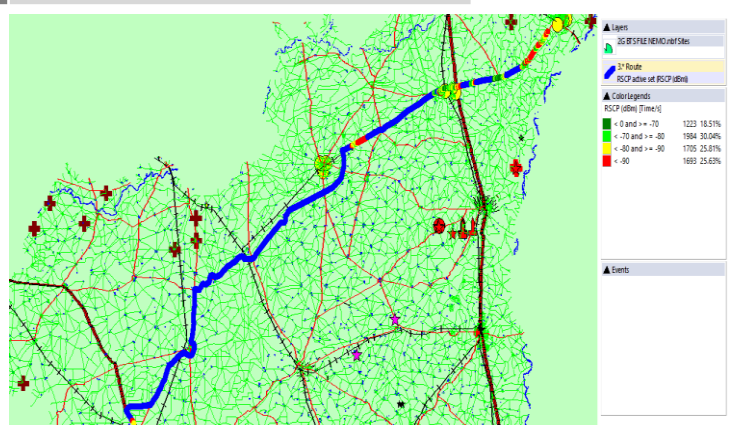 Layers
2G BTSFILE NEMO.nbf Sites
3.* Route
RSCP active set (RSCP (dBm)
Color Legends
RSCP (dBm) [Time/s]
< 0 and >= -70 1223 18.51%
< -70 and >= -80 1984 30.04%
< -80 and >= -90 1705 25.81%
< -90 1693 25.63%
Events